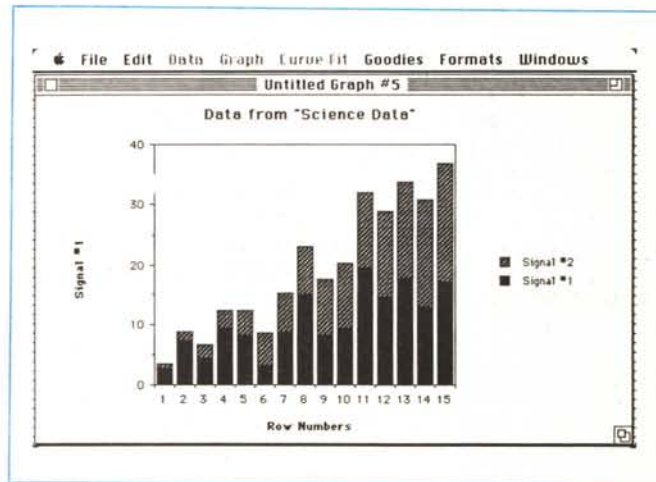 File Edit Data Graph Curve Fit Goodies Formats Windows
Untitled Graph #5
Data from "Science Data"
40
30
20
10
0
Signal #1
1 2 3 4 5 6 7 8 9 10 11 12 13 14 15
Row Numbers
Signal #2
Signal #1